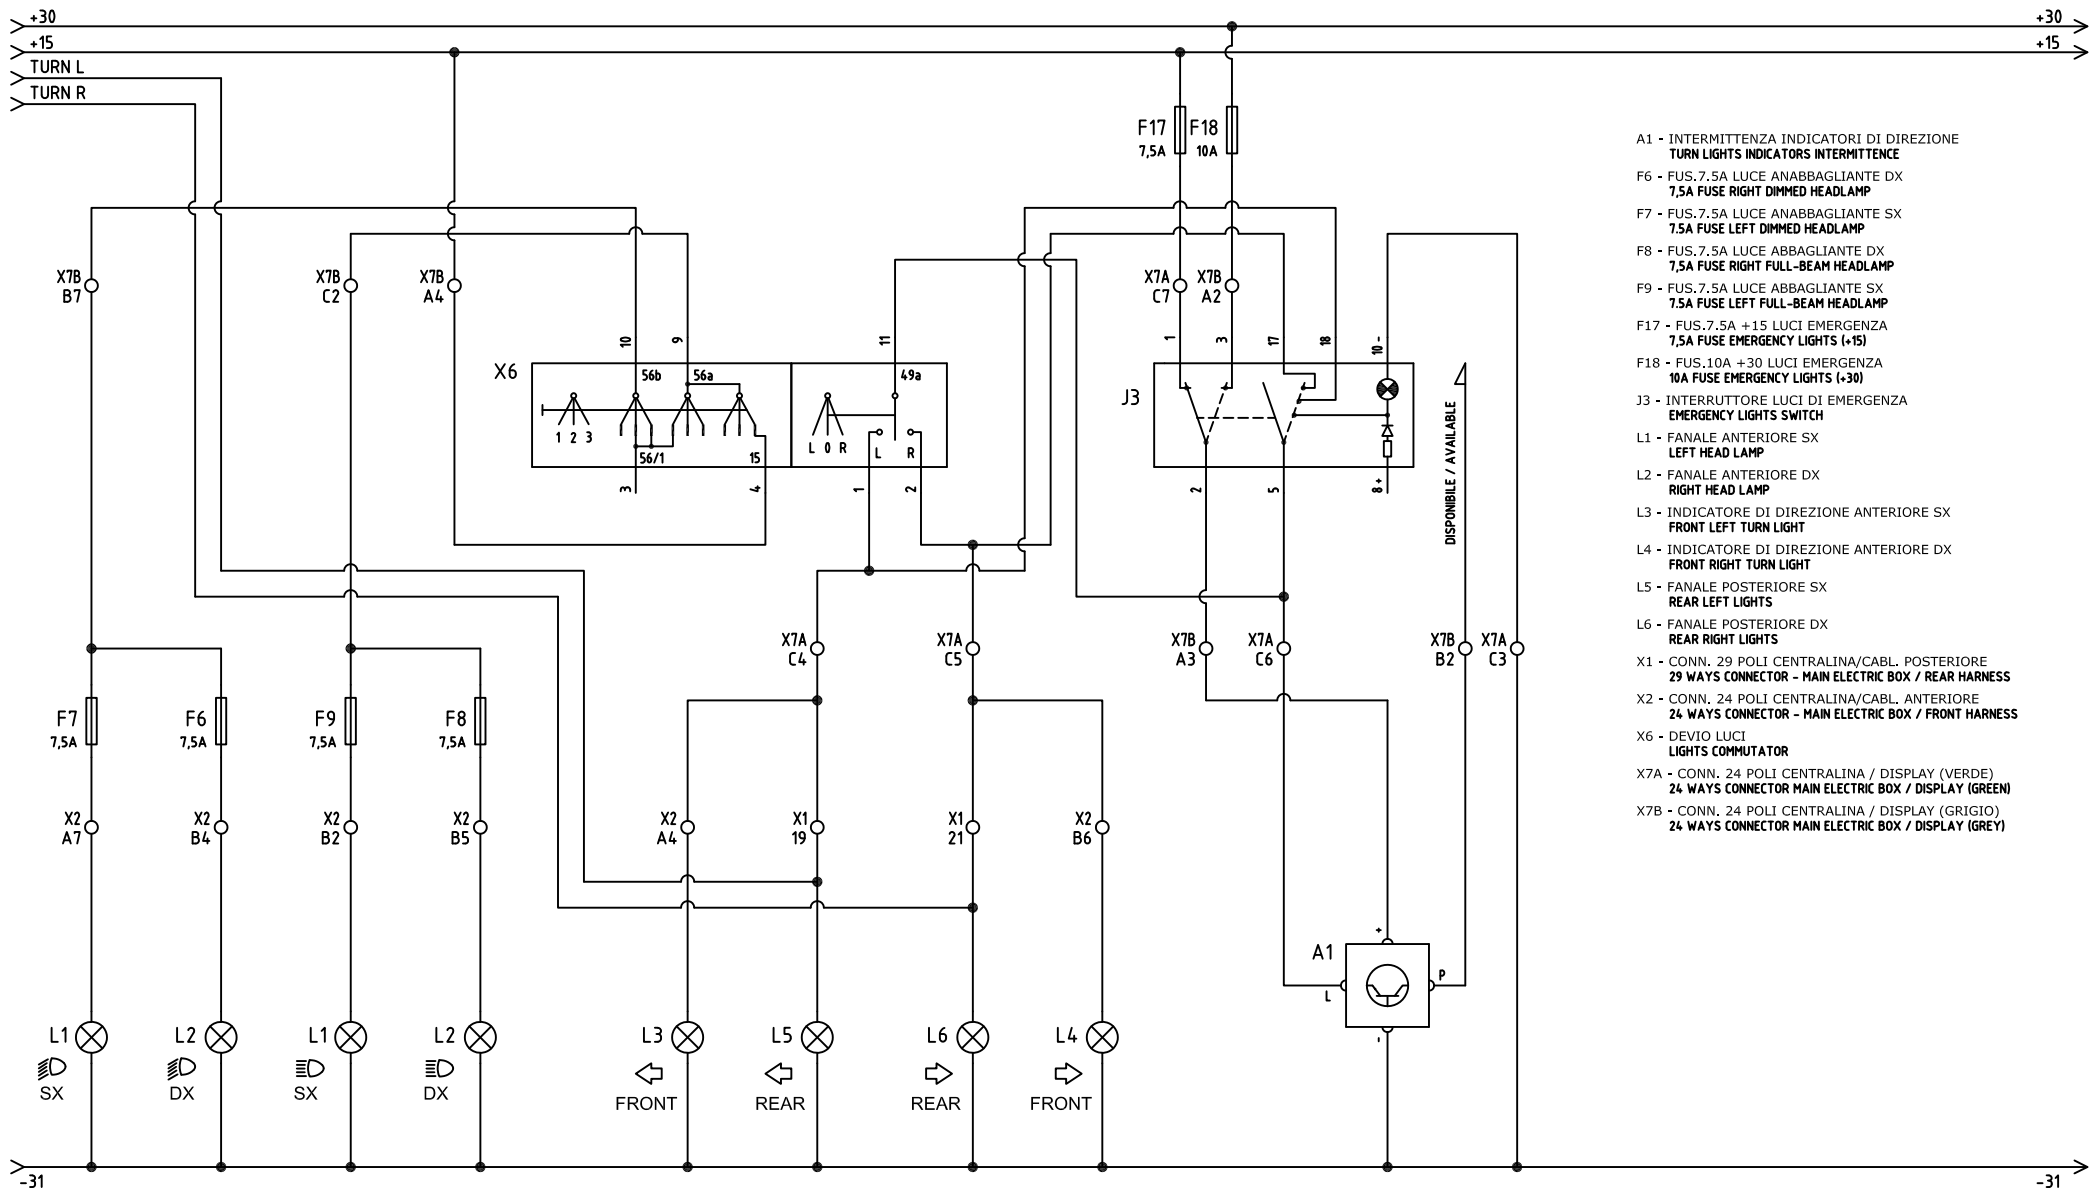 +30
+30
+15
+15
TURN L
TURN R
F17
7,5A
F18
10A
X7B
B7
X7B
C2
X7B
A4
X7A
C7
X7B
A2
10
9
11
1
3
17
18
10 -
X6
56b
56a
49a
J3
1 2 3
L 0 R
L
R
56/1
15
3
4
1
2
2
5
8+
DISPONIBILE / AVAILABLE
X7A
C4
X7A
C5
X7B
A3
X7A
C6
X7B
B2
X7A
C3
F7
7,5A
F6
7,5A
F9
7,5A
F8
7,5A
X2
A7
X2
B4
X2
B2
X2
B5
X2
A4
X1
19
X1
21
X2
B6
A1
+
L
P
-
L1
L2
L1
L2
L3
L5
L6
L4
SX
DX
SX
DX
FRONT
REAR
REAR
FRONT
-31
-31
A1 - INTERMITTENZA INDICATORI DI DIREZIONE
TURN LIGHTS INDICATORS INTERMITTENCE
F6 - FUS.7.5A LUCE ANABBAGLIANTE DX
7,5A FUSE RIGHT DIMMED HEADLAMP
F7 - FUS.7.5A LUCE ANABBAGLIANTE SX
7.5A FUSE LEFT DIMMED HEADLAMP
F8 - FUS.7.5A LUCE ABBAGLIANTE DX
7,5A FUSE RIGHT FULL-BEAM HEADLAMP
F9 - FUS.7.5A LUCE ABBAGLIANTE SX
7.5A FUSE LEFT FULL-BEAM HEADLAMP
F17 - FUS.7.5A +15 LUCI EMERGENZA
7,5A FUSE EMERGENCY LIGHTS (+15)
F18 - FUS.10A +30 LUCI EMERGENZA
10A FUSE EMERGENCY LIGHTS (+30)
J3 - INTERRUTTORE LUCI DI EMERGENZA
EMERGENCY LIGHTS SWITCH
L1 - FANALE ANTERIORE SX
LEFT HEAD LAMP
L2 - FANALE ANTERIORE DX
RIGHT HEAD LAMP
L3 - INDICATORE DI DIREZIONE ANTERIORE SX
FRONT LEFT TURN LIGHT
L4 - INDICATORE DI DIREZIONE ANTERIORE DX
FRONT RIGHT TURN LIGHT
L5 - FANALE POSTERIORE SX
REAR LEFT LIGHTS
L6 - FANALE POSTERIORE DX
REAR RIGHT LIGHTS
X1 - CONN. 29 POLI CENTRALINA/CABL. POSTERIORE
29 WAYS CONNECTOR - MAIN ELECTRIC BOX / REAR HARNESS
X2 - CONN. 24 POLI CENTRALINA/CABL. ANTERIORE
24 WAYS CONNECTOR - MAIN ELECTRIC BOX / FRONT HARNESS
X6 - DEVIO LUCI
LIGHTS COMMUTATOR
X7A - CONN. 24 POLI CENTRALINA / DISPLAY (VERDE)
24 WAYS CONNECTOR MAIN ELECTRIC BOX / DISPLAY (GREEN)
X7B - CONN. 24 POLI CENTRALINA / DISPLAY (GRIGIO)
24 WAYS CONNECTOR MAIN ELECTRIC BOX / DISPLAY (GREY)